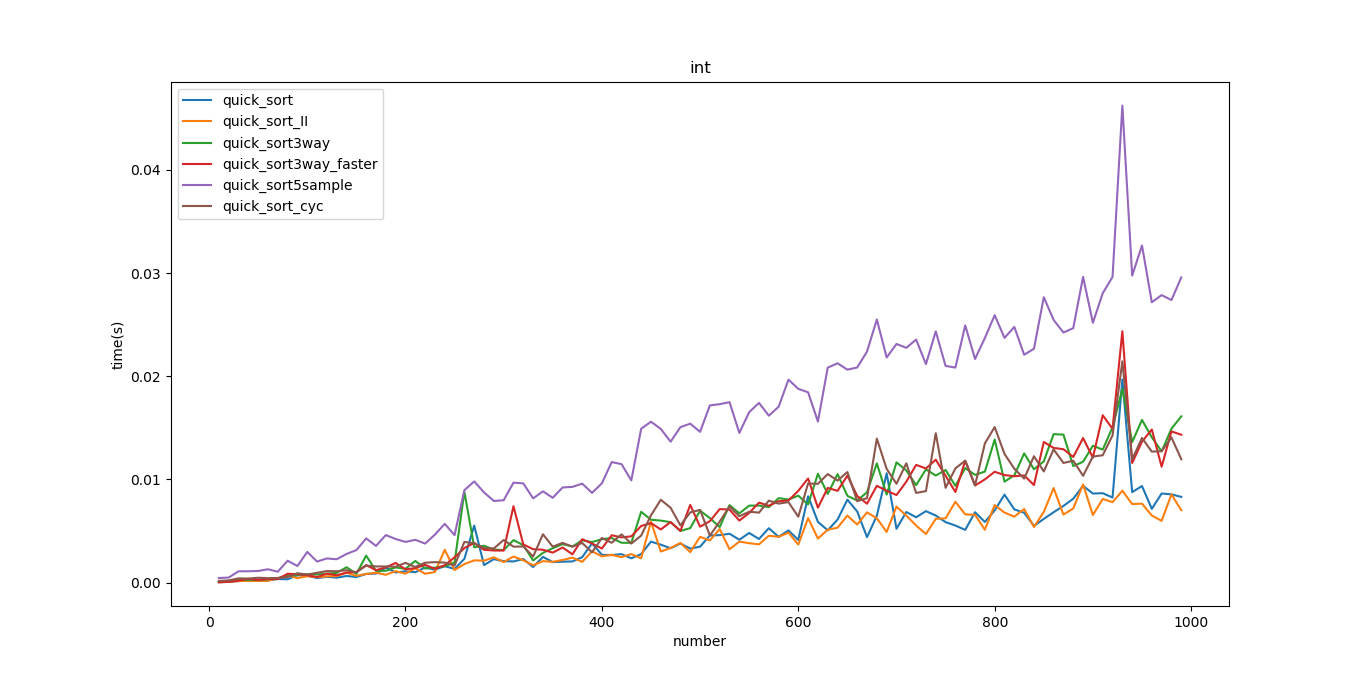 int
quick_sort
quick_sort_II
quick_sort3way
quick_sort3way_faster
quick_sort5sample
quick_sort_cyc
time(s)
0.04
0.03
0.02
0.01
0.00
0 200 400 600 800 1000
number